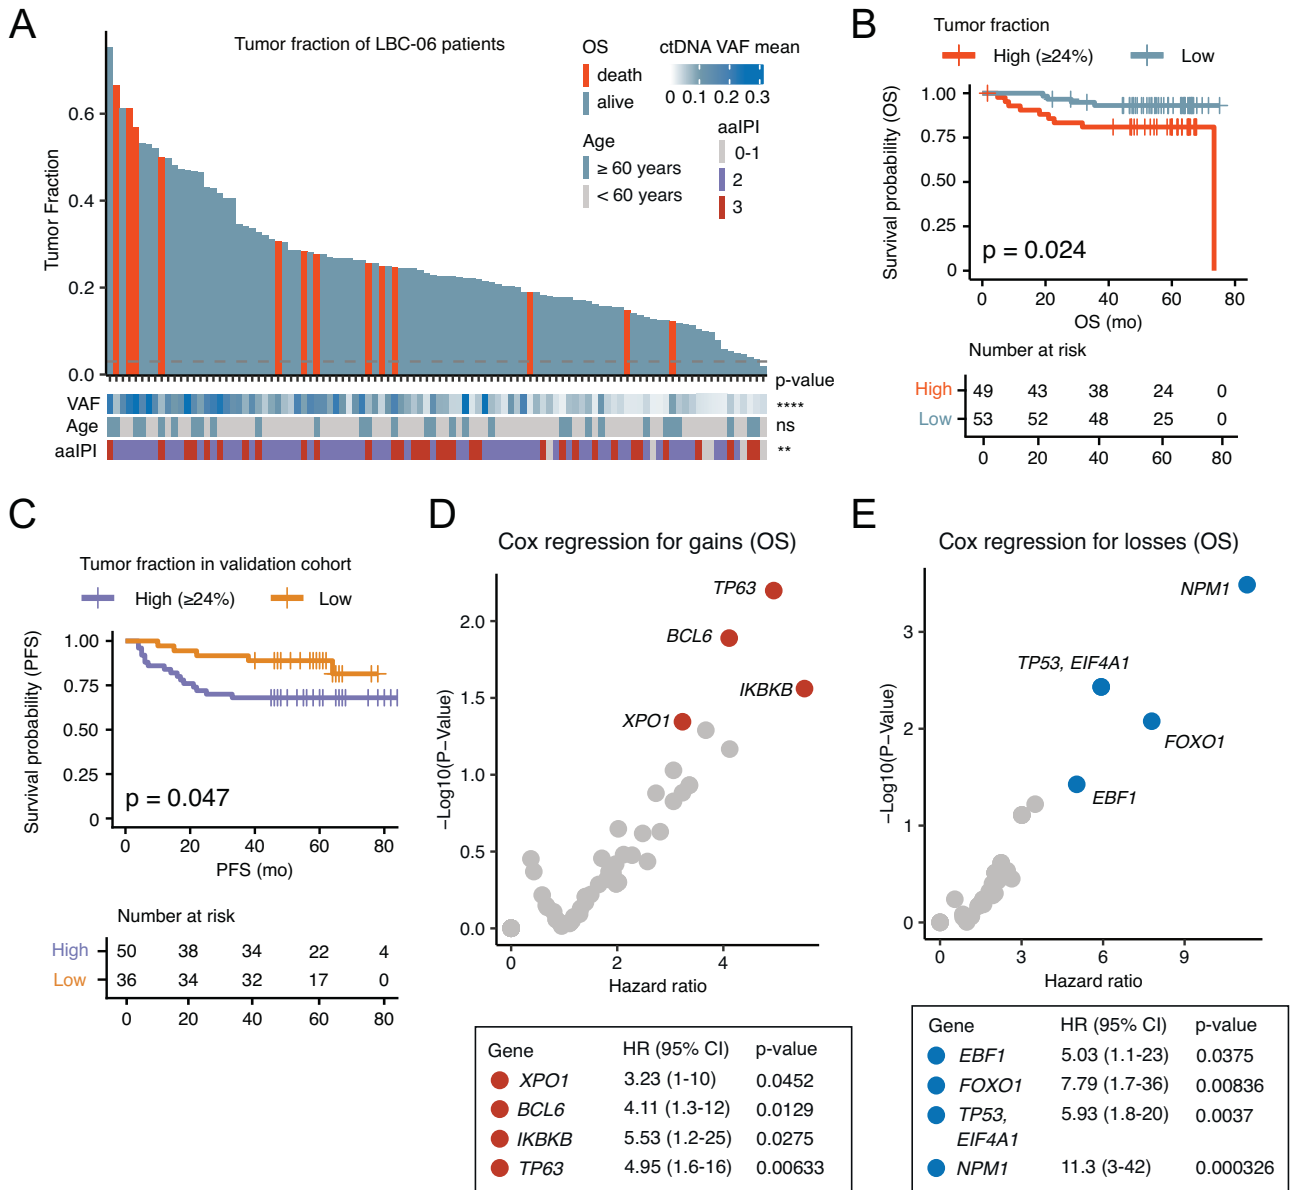 A
Tumor fraction of LBC-06 patients
OS
death
alive
Age
≥ 60 years
< 60 years
ctDNA VAF mean
0 0.1 0.2 0.3
aaIPI
0-1
2
3
Tumor Fraction
0.6
0.4
0.2
0.0
p-value
VAF ****
Age ns
aaIPI **
B
Tumor fraction
High (≥24%) Low
Survival probability (OS)
1.00
0.75
0.50
0.25
0
p = 0.024
0 20 40 60 80
OS (mo)
Number at risk
High 49 43 38 24 0
Low 53 52 48 25 0
0 20 40 60 80
C
Tumor fraction in validation cohort
High (≥24%) Low
Survival probability (PFS)
1.00
0.75
0.50
0.25
0
p = 0.047
0 20 40 60 80
PFS (mo)
Number at risk
High 50 38 34 22 4
Low 36 34 32 17 0
0 20 40 60 80
D
Cox regression for gains (OS)
−Log10(P−Value)
2.0
1.5
1.0
0.5
0.0
TP63
BCL6
IKBKB
XPO1
0 2 4
Hazard ratio
Gene HR (95% CI) p-value
XPO1 3.23 (1-10) 0.0452
BCL6 4.11 (1.3-12) 0.0129
IKBKB 5.53 (1.2-25) 0.0275
TP63 4.95 (1.6-16) 0.00633
E
Cox regression for losses (OS)
−Log10(P−Value)
3
2
1
0
NPM1
TP53, EIF4A1
FOXO1
EBF1
0 3 6 9
Hazard ratio
Gene HR (95% CI) p-value
EBF1 5.03 (1.1-23) 0.0375
FOXO1 7.79 (1.7-36) 0.00836
TP53, 5.93 (1.8-20) 0.0037
EIF4A1
NPM1 11.3 (3-42) 0.000326